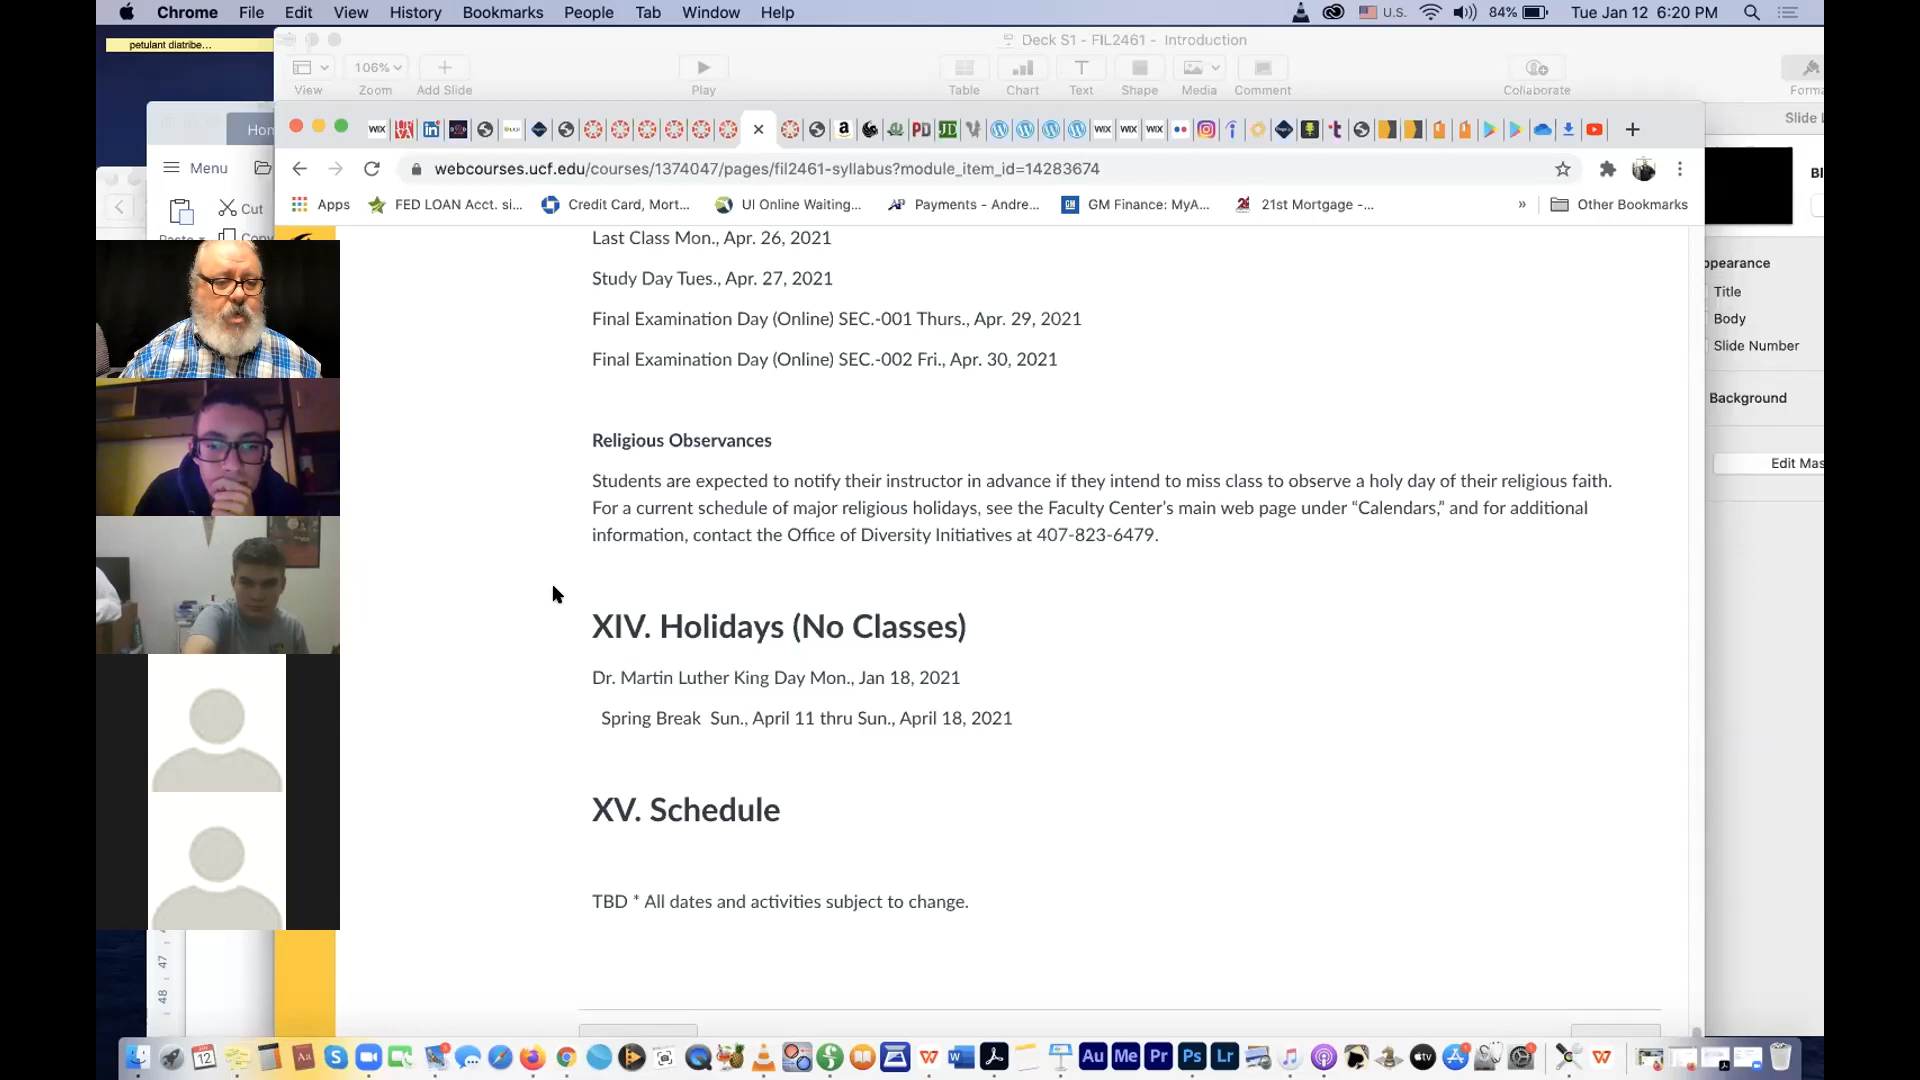 Chrome File Edit View History Bookmarks People Tab Window Help
U.S. 84% Tue Jan 12 6:20 PM
petulant diatribe...
Deck S1 - FIL2461 - Introduction
106%
View Zoom Add Slide Play Table Chart Text Shape Media Comment Collaborate
Menu
Cut
webcourses.ucf.edu/courses/1374047/pages/fil2461-syllabus?module_item_id=14283674
Apps FED LOAN Acct. si... Credit Card, Mort... UI Online Waiting... Payments - Andre... GM Finance: MyA... 21st Mortgage -... » Other Bookmarks
Last Class Mon., Apr. 26, 2021
Study Day Tues., Apr. 27, 2021
Final Examination Day (Online) SEC.-001 Thurs., Apr. 29, 2021
Final Examination Day (Online) SEC.-002 Fri., Apr. 30, 2021
Religious Observances
Students are expected to notify their instructor in advance if they intend to miss class to observe a holy day of their religious faith.
For a current schedule of major religious holidays, see the Faculty Center’s main web page under “Calendars,” and for additional
information, contact the Office of Diversity Initiatives at 407-823-6479.
XIV. Holidays (No Classes)
Dr. Martin Luther King Day Mon., Jan 18, 2021
Spring Break Sun., April 11 thru Sun., April 18, 2021
XV. Schedule
TBD * All dates and activities subject to change.
Title
Body
Slide Number
Background
47
48
Au Me Pr Ps Lr